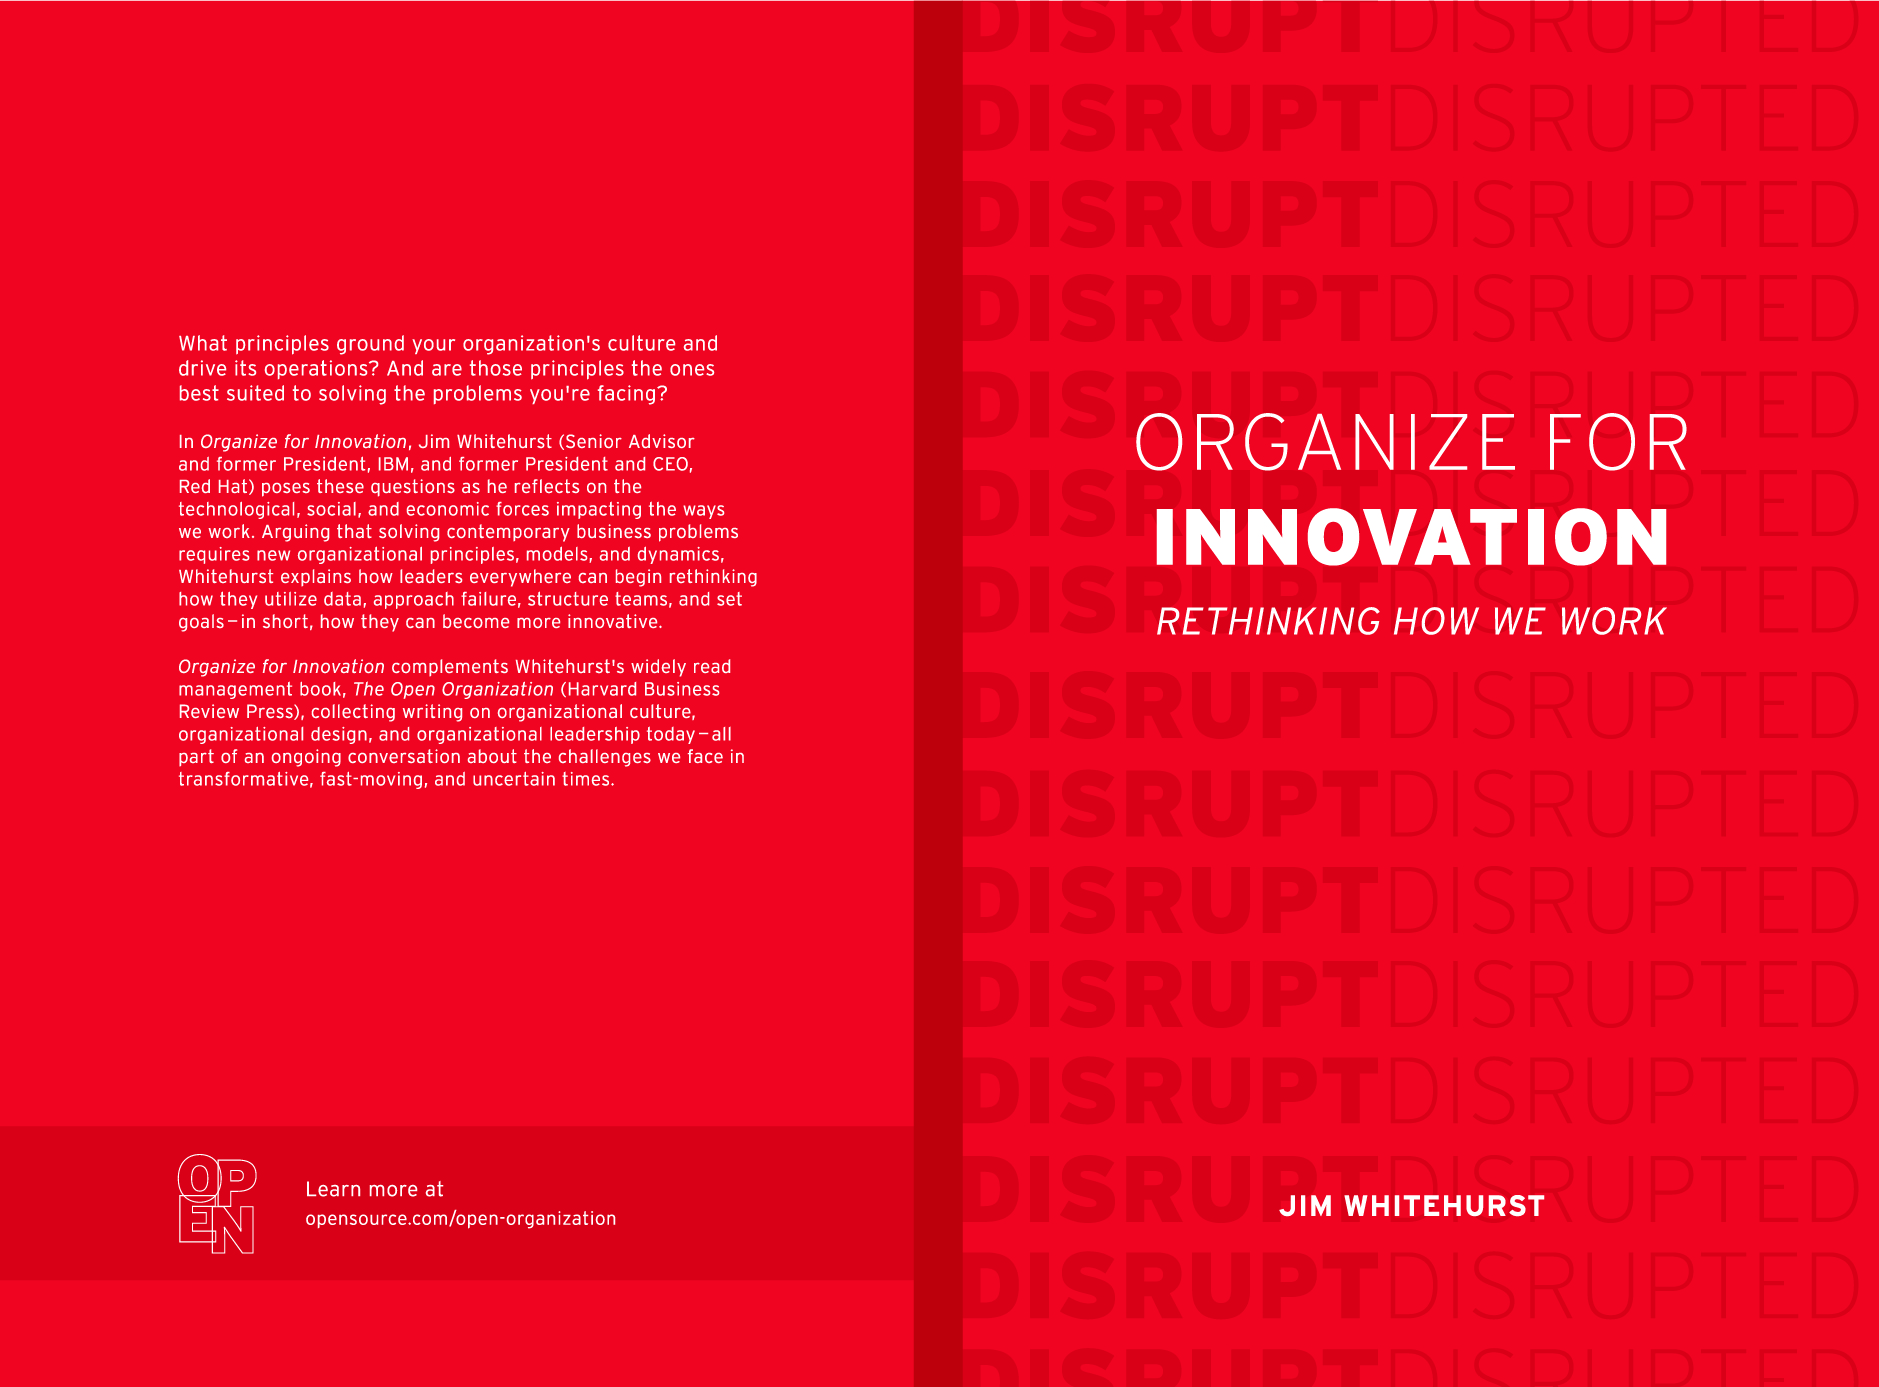 What principles ground your organization's culture and
drive its operations? And are those principles the ones
best suited to solving the problems you're facing?
In Organize for Innovation, Jim Whitehurst (Senior Advisor
and former President, IBM, and former President and CEO,
Red Hat) poses these questions as he reflects on the
technological, social, and economic forces impacting the ways
we work. Arguing that solving contemporary business problems
requires new organizational principles, models, and dynamics,
Whitehurst explains how leaders everywhere can begin rethinking
how they utilize data, approach failure, structure teams, and set
goals—in short, how they can become more innovative.
Organize for Innovation complements Whitehurst's widely read
management book, The Open Organization (Harvard Business
Review Press), collecting writing on organizational culture,
organizational design, and organizational leadership today—all
part of an ongoing conversation about the challenges we face in
transformative, fast-moving, and uncertain times.
OPEN
Learn more at
opensource.com/open-organization
DISRUPTDISRUPTED
DISRUPTDISRUPTED
DISRUPTDISRUPTED
DISRUPTDISRUPTED
DISRUPTDISRUPTED
ORGANIZE FOR
DISRUPTDISRUPTED
INNOVATION
DISRUPTDISRUPTED
RETHINKING HOW WE WORK
DISRUPTDISRUPTED
DISRUPTDISRUPTED
DISRUPTDISRUPTED
DISRUPTDISRUPTED
DISRUPTDISRUPTED
DISRUPTDISRUPTED
JIM WHITEHURST
DISRUPTDISRUPTED
DISRUPTDISRUPTED